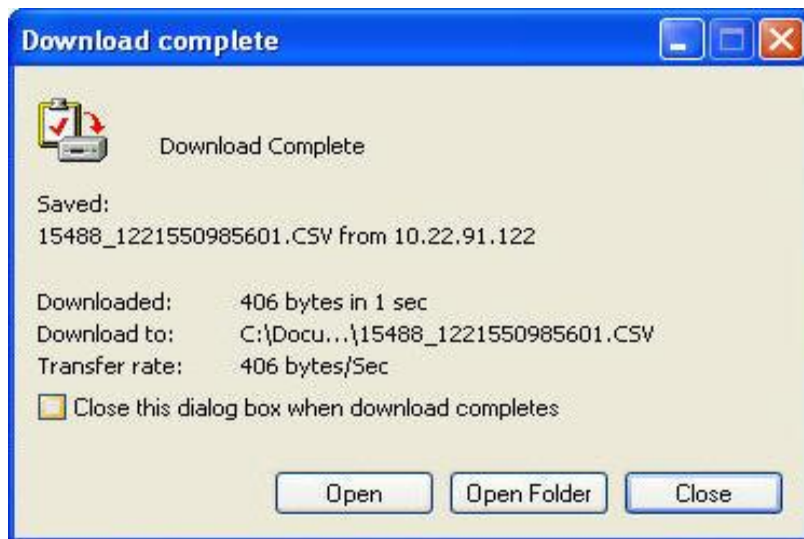 Download complete
Download Complete
Saved:
15488_1221550985601.CSV from 10.22.91.122
Downloaded: 406 bytes in 1 sec
Download to: C:\Docu...\15488_1221550985601.CSV
Transfer rate: 406 bytes/Sec
Close this dialog box when download completes
Open Open Folder Close